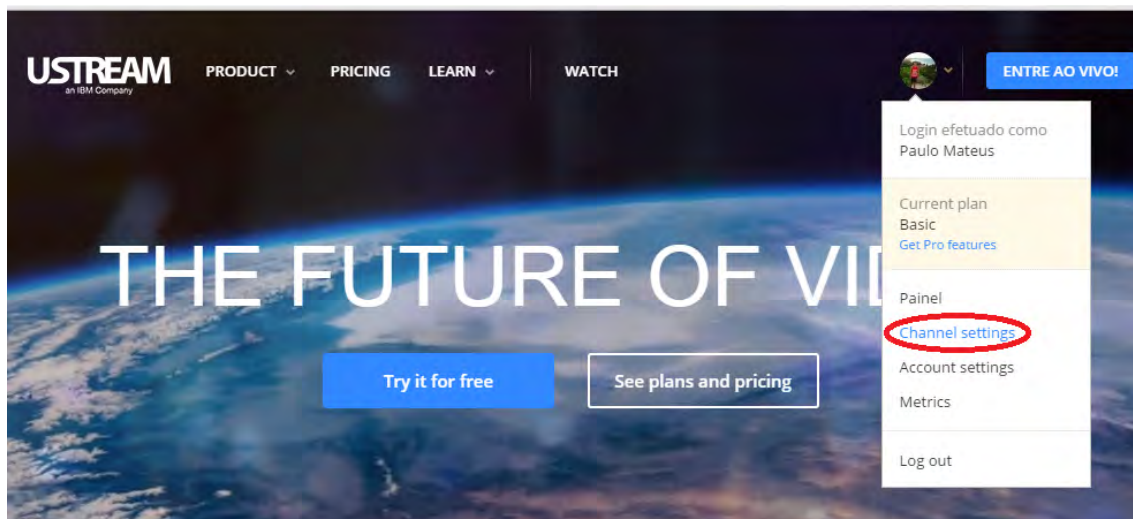 USTREAM
an IBM Company
PRODUCT
PRICING
LEARN
WATCH
ENTRE AO VIVO!
Login efetuado como
Paulo Mateus
Current plan
Basic
Get Pro features
THE FUTURE OF VID
Painel
Channel settings
Account settings
Metrics
Log out
Try it for free
See plans and pricing